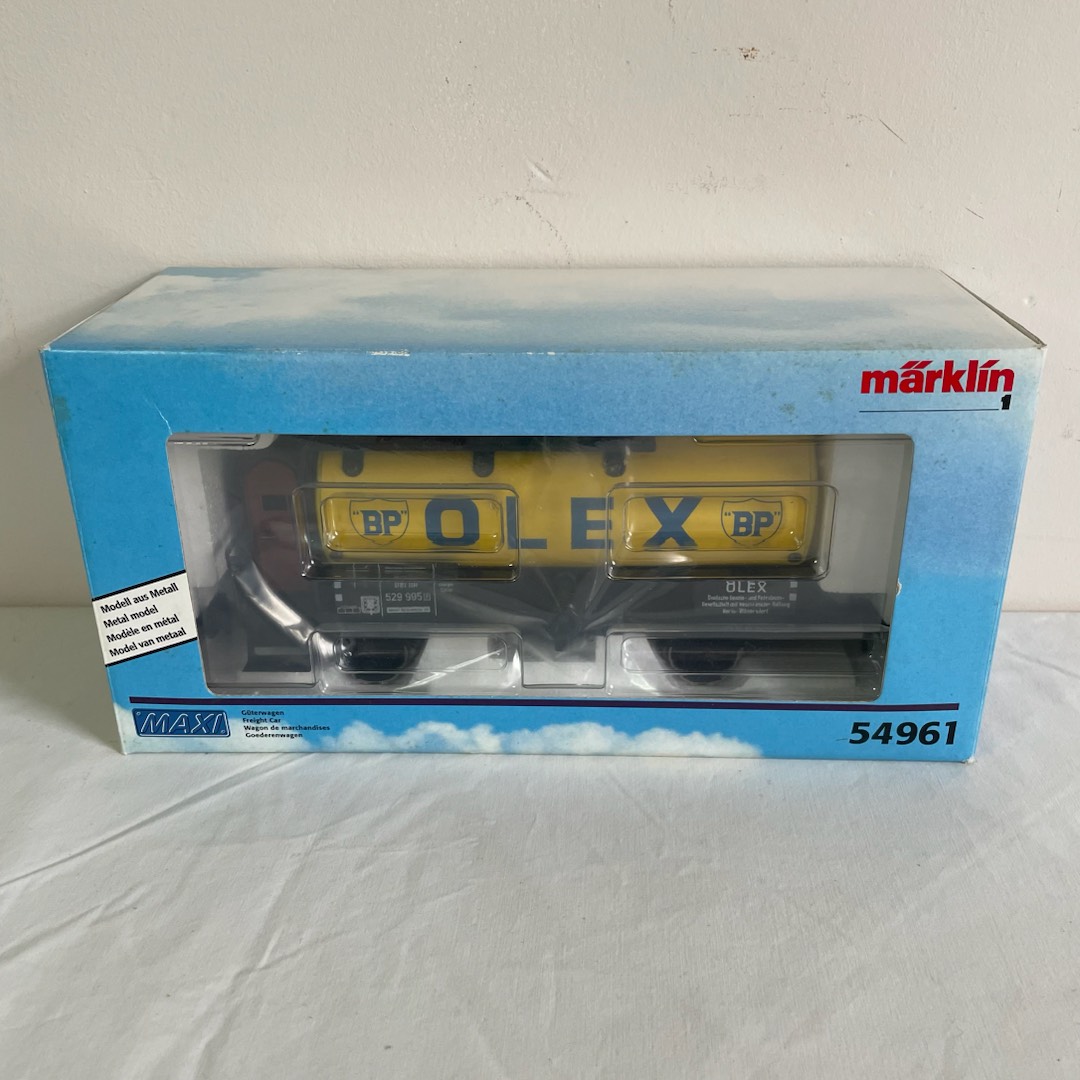 märklin
1
"BP" OLEX "BP"
529 995
OLEX
Modell aus Metall
Metal model
Modèle en métal
Model van metaal
MAXI
Güterwagen
Freight Car
Wagon de marchandises
Goederenwagen
54961